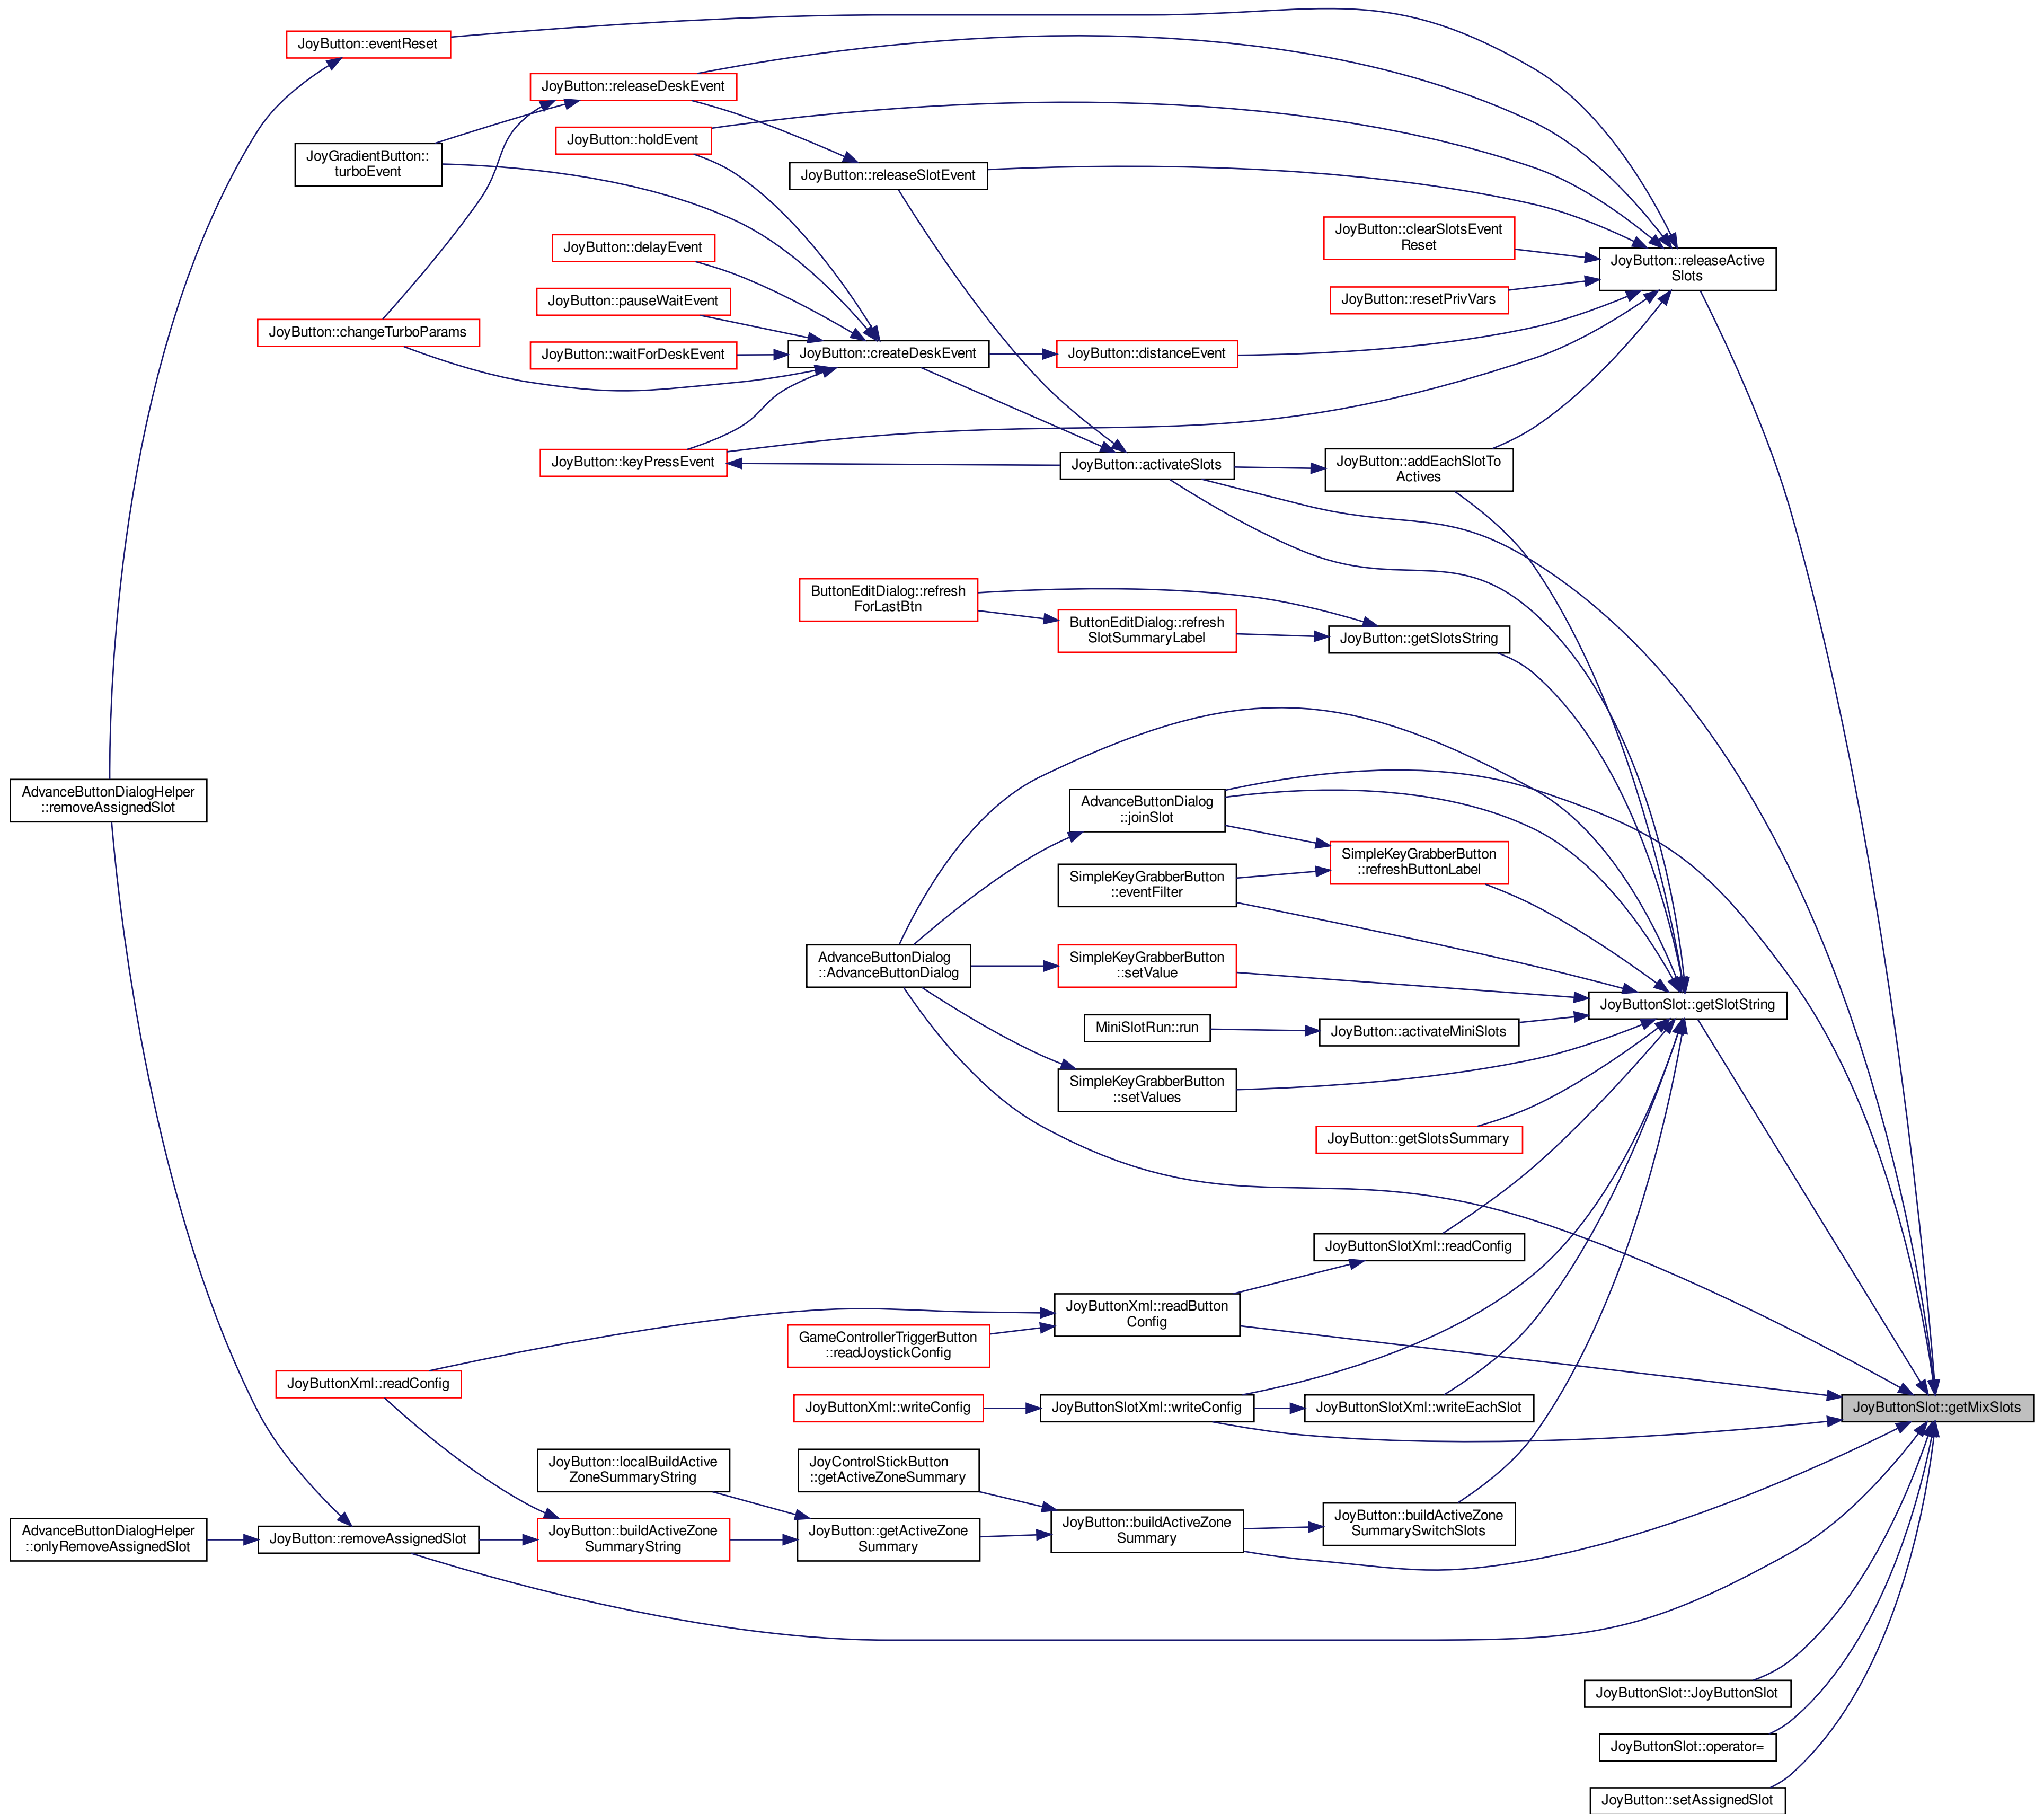 JoyButton::eventReset
JoyButton::releaseDeskEvent
JoyButton::holdEvent
JoyGradientButton::
turboEvent
JoyButton::releaseSlotEvent
JoyButton::clearSlotsEvent
Reset
JoyButton::delayEvent
JoyButton::releaseActive
Slots
JoyButton::pauseWaitEvent
JoyButton::resetPrivVars
JoyButton::changeTurboParams
JoyButton::waitForDeskEvent
JoyButton::createDeskEvent
JoyButton::distanceEvent
JoyButton::keyPressEvent
JoyButton::activateSlots
JoyButton::addEachSlotTo
Actives
ButtonEditDialog::refresh
ForLastBtn
ButtonEditDialog::refresh
SlotSummaryLabel
JoyButton::getSlotsString
AdvanceButtonDialogHelper
::removeAssignedSlot
AdvanceButtonDialog
::joinSlot
SimpleKeyGrabberButton
::refreshButtonLabel
SimpleKeyGrabberButton
::eventFilter
AdvanceButtonDialog
::AdvanceButtonDialog
SimpleKeyGrabberButton
::setValue
JoyButtonSlot::getSlotString
MiniSlotRun::run
JoyButton::activateMiniSlots
SimpleKeyGrabberButton
::setValues
JoyButton::getSlotsSummary
JoyButtonSlotXml::readConfig
JoyButtonXml::readButton
Config
GameControllerTriggerButton
::readJoystickConfig
JoyButtonXml::readConfig
JoyButtonXml::writeConfig
JoyButtonSlotXml::writeConfig
JoyButtonSlotXml::writeEachSlot
JoyButtonSlot::getMixSlots
JoyButton::localBuildActive
ZoneSummaryString
JoyControlStickButton
::getActiveZoneSummary
AdvanceButtonDialogHelper
::onlyRemoveAssignedSlot
JoyButton::removeAssignedSlot
JoyButton::buildActiveZone
SummaryString
JoyButton::getActiveZone
Summary
JoyButton::buildActiveZone
Summary
JoyButton::buildActiveZone
SummarySwitchSlots
JoyButtonSlot::JoyButtonSlot
JoyButtonSlot::operator=
JoyButton::setAssignedSlot